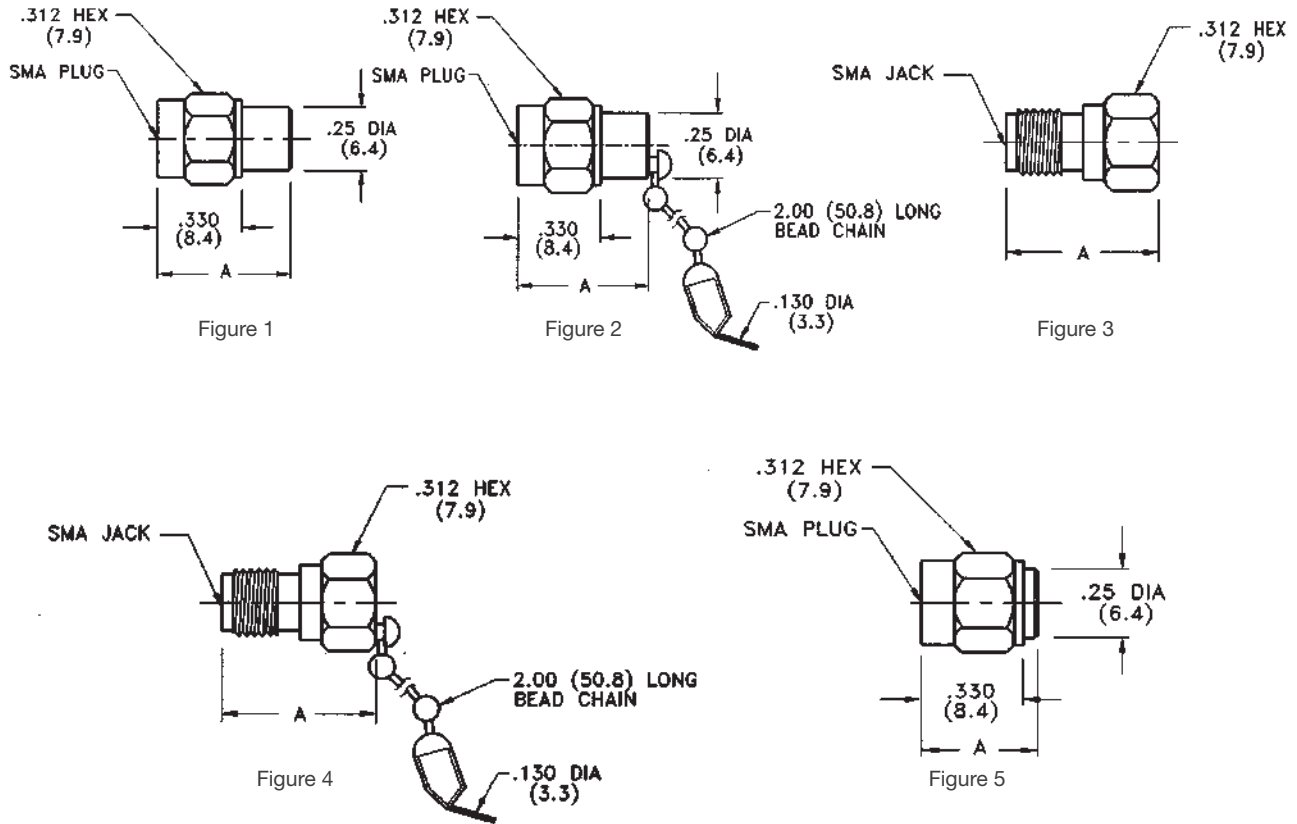 .312 HEX
(7.9)
SMA PLUG
.25 DIA
(6.4)
.330
(8.4)
A
Figure 1
.312 HEX
(7.9)
SMA PLUG
.25 DIA
(6.4)
.330
(8.4)
A
2.00 (50.8) LONG
BEAD CHAIN
.130 DIA
(3.3)
Figure 2
.312 HEX
(7.9)
SMA JACK
A
Figure 3
.312 HEX
(7.9)
SMA JACK
A
2.00 (50.8) LONG
BEAD CHAIN
.130 DIA
(3.3)
Figure 4
.312 HEX
(7.9)
SMA PLUG
.25 DIA
(6.4)
.330
(8.4)
A
Figure 5